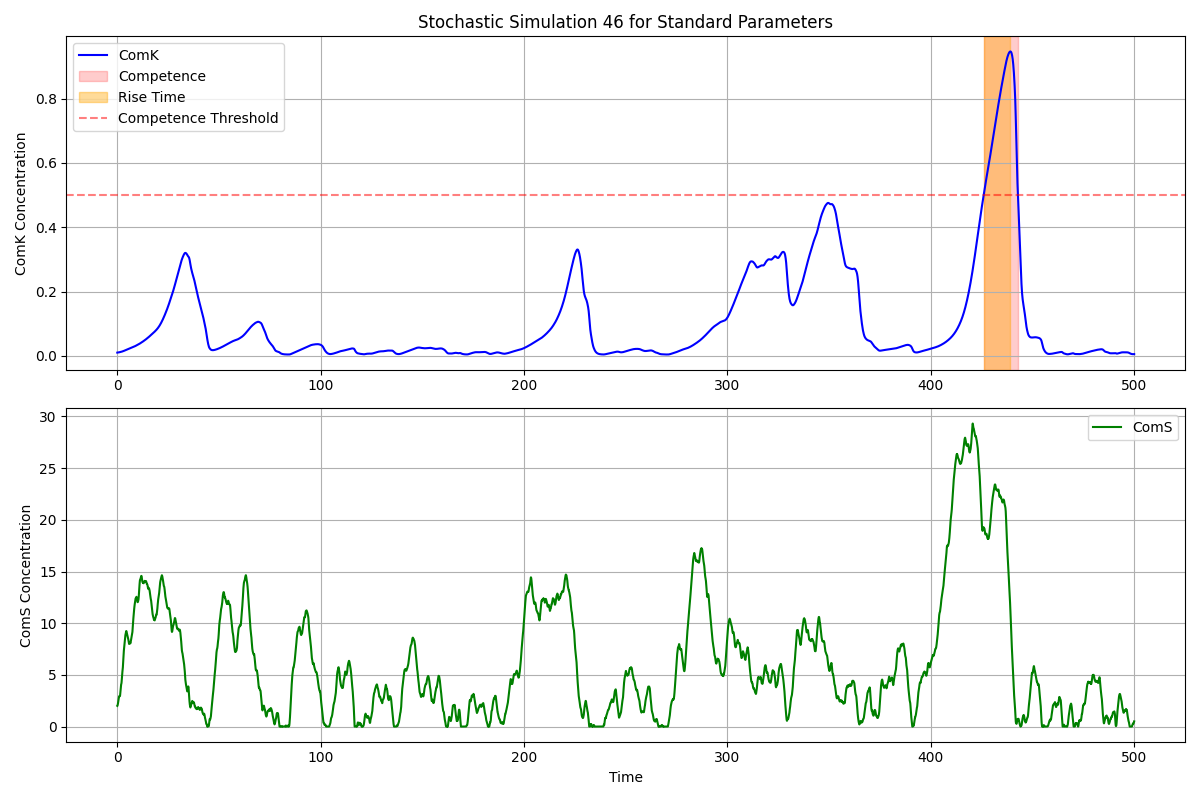 Stochastic Simulation 46 for Standard Parameters
ComK
Competence
Rise Time
Competence Threshold
ComK Concentration
0.8
0.6
0.4
0.2
0.0
0 100 200 300 400 500
ComS
ComS Concentration
30
25
20
15
10
5
0
0 100 200 300 400 500
Time